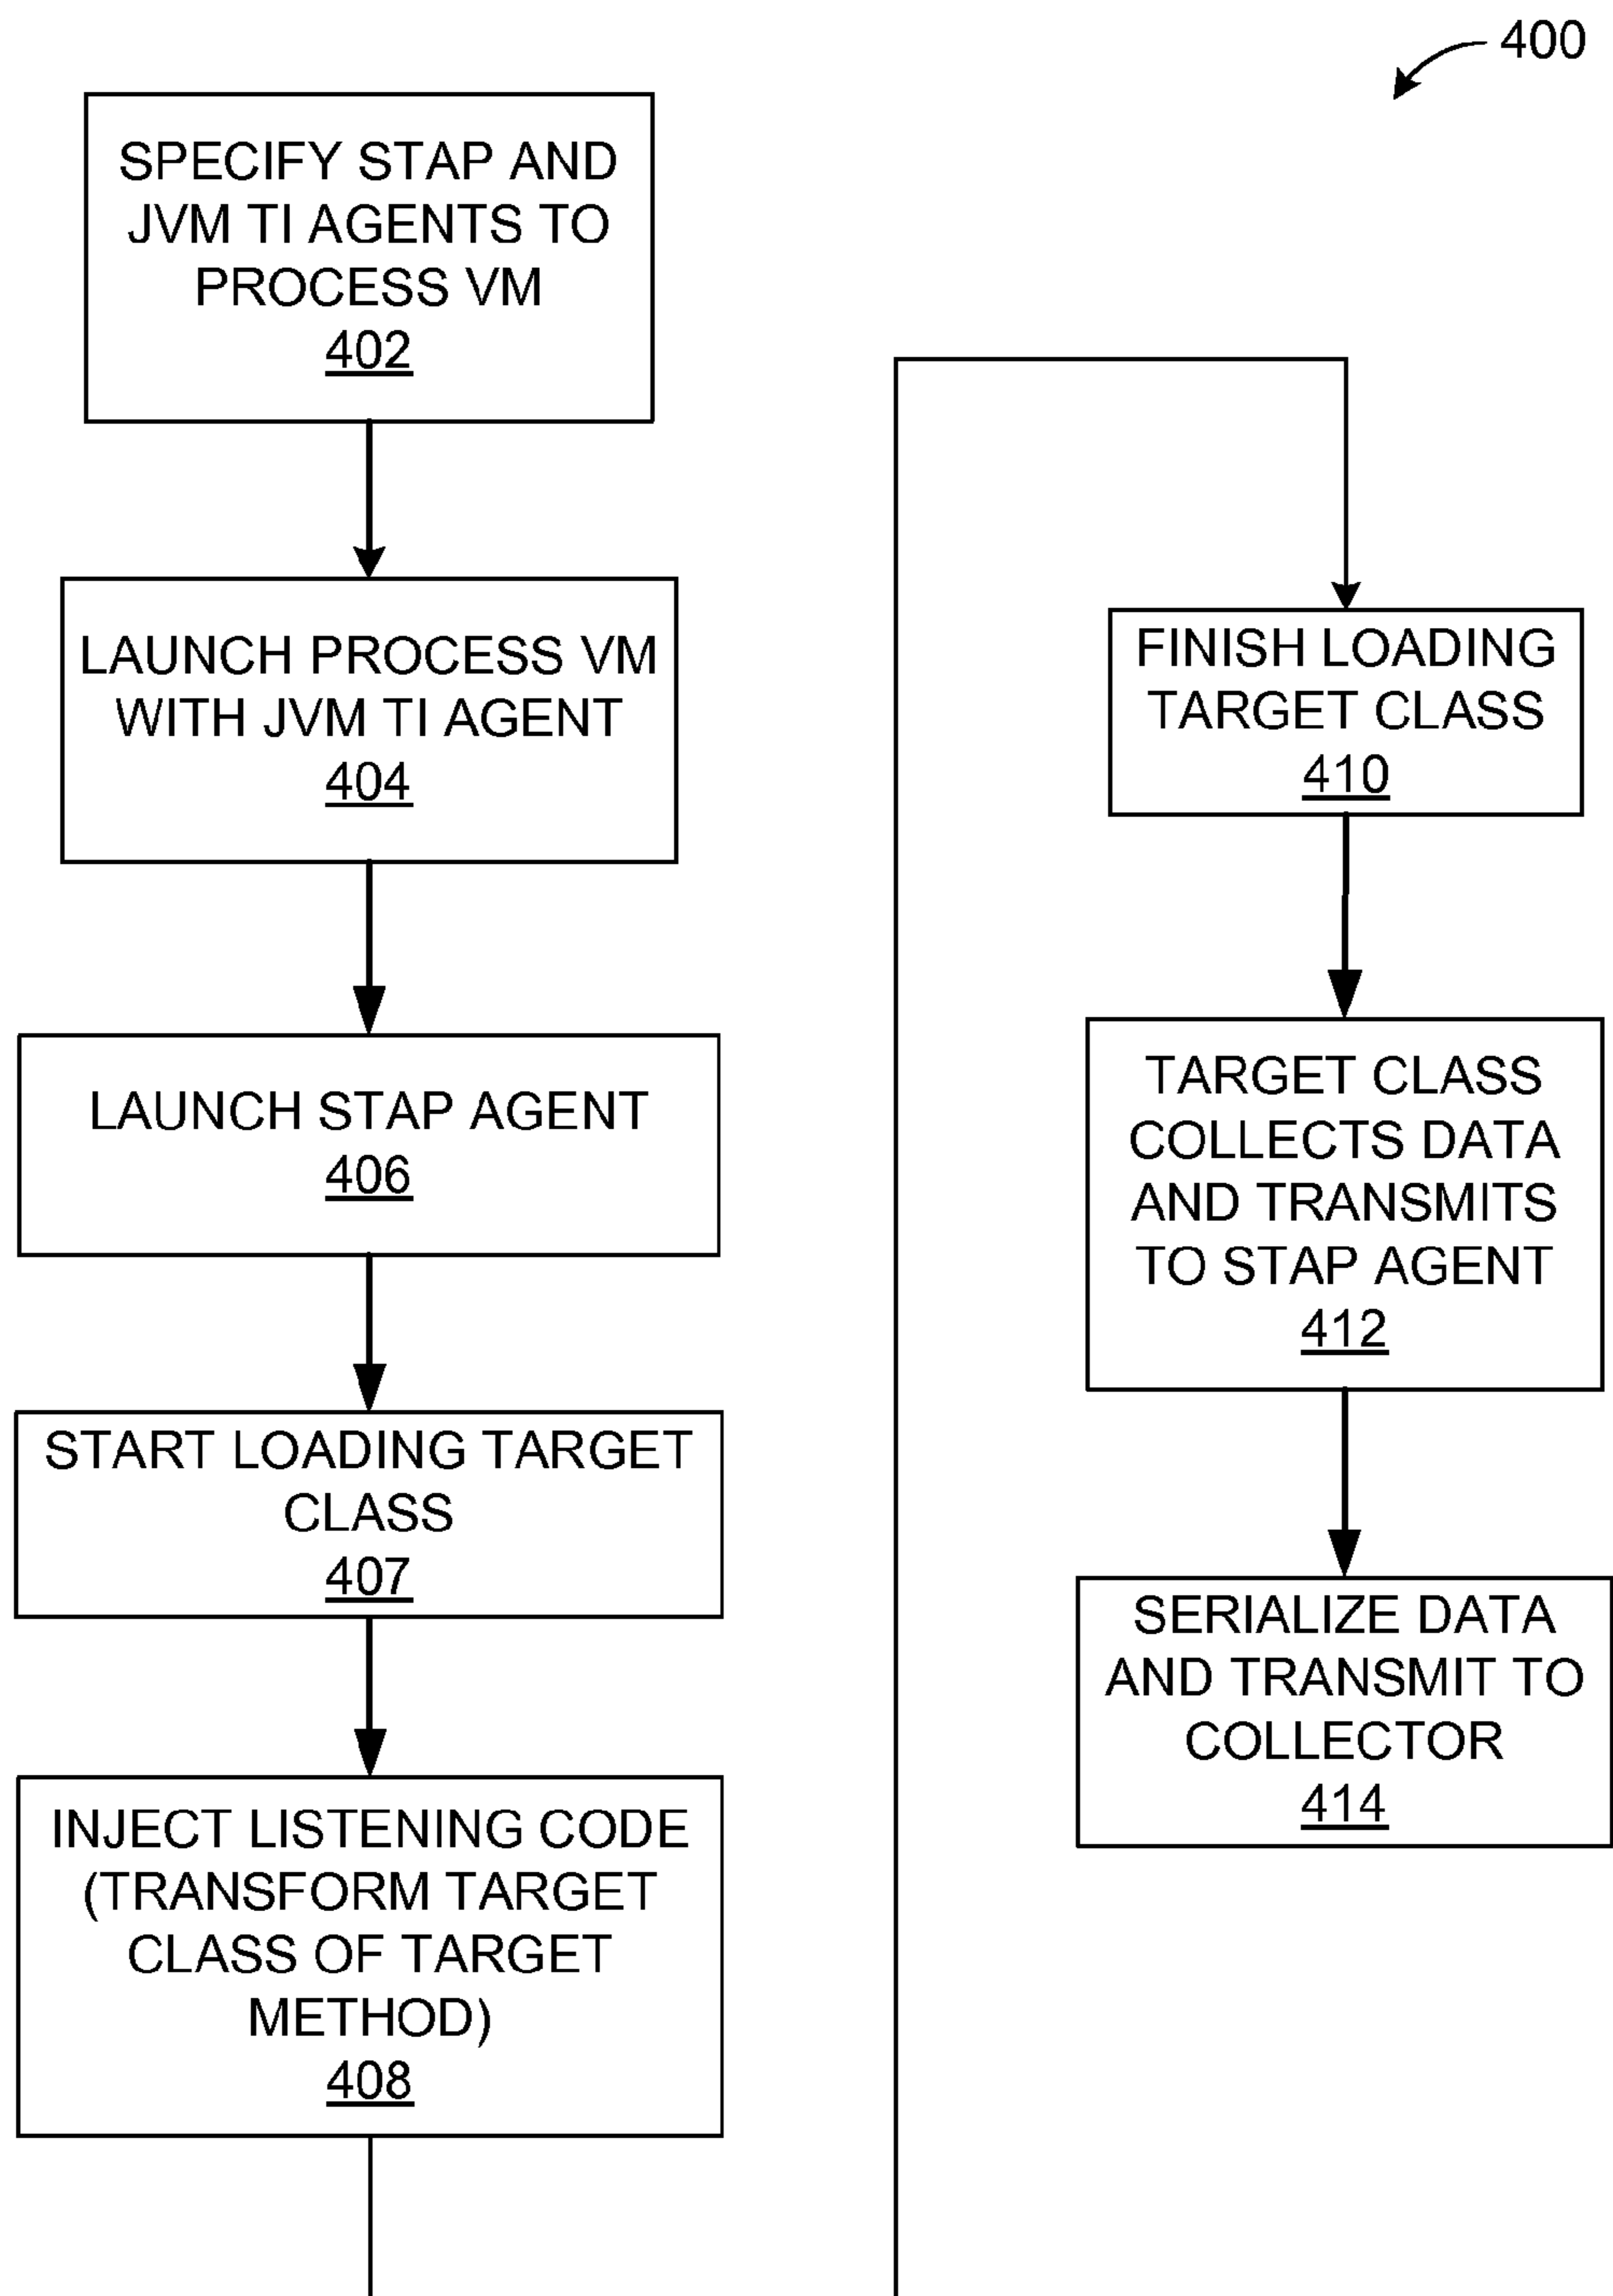 400
SPECIFY STAP AND
JVM TI AGENTS TO
PROCESS VM
402
LAUNCH PROCESS VM
WITH JVM TI AGENT
404
LAUNCH STAP AGENT
406
START LOADING TARGET
CLASS
407
INJECT LISTENING CODE
(TRANSFORM TARGET
CLASS OF TARGET
METHOD)
408
FINISH LOADING
TARGET CLASS
410
TARGET CLASS
COLLECTS DATA
AND TRANSMITS
TO STAP AGENT
412
SERIALIZE DATA
AND TRANSMIT TO
COLLECTOR
414